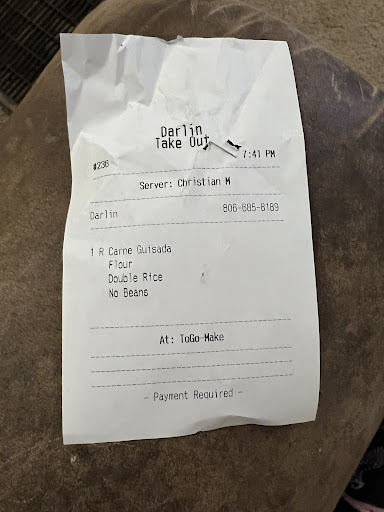 Darlin
Take Out
#236 7:41 PM
Server: Christian M
Darlin 806-685-8189
1 R Carne Guisada
Flour
Double Rice
No Beans
At: ToGo Make
- Payment Required -